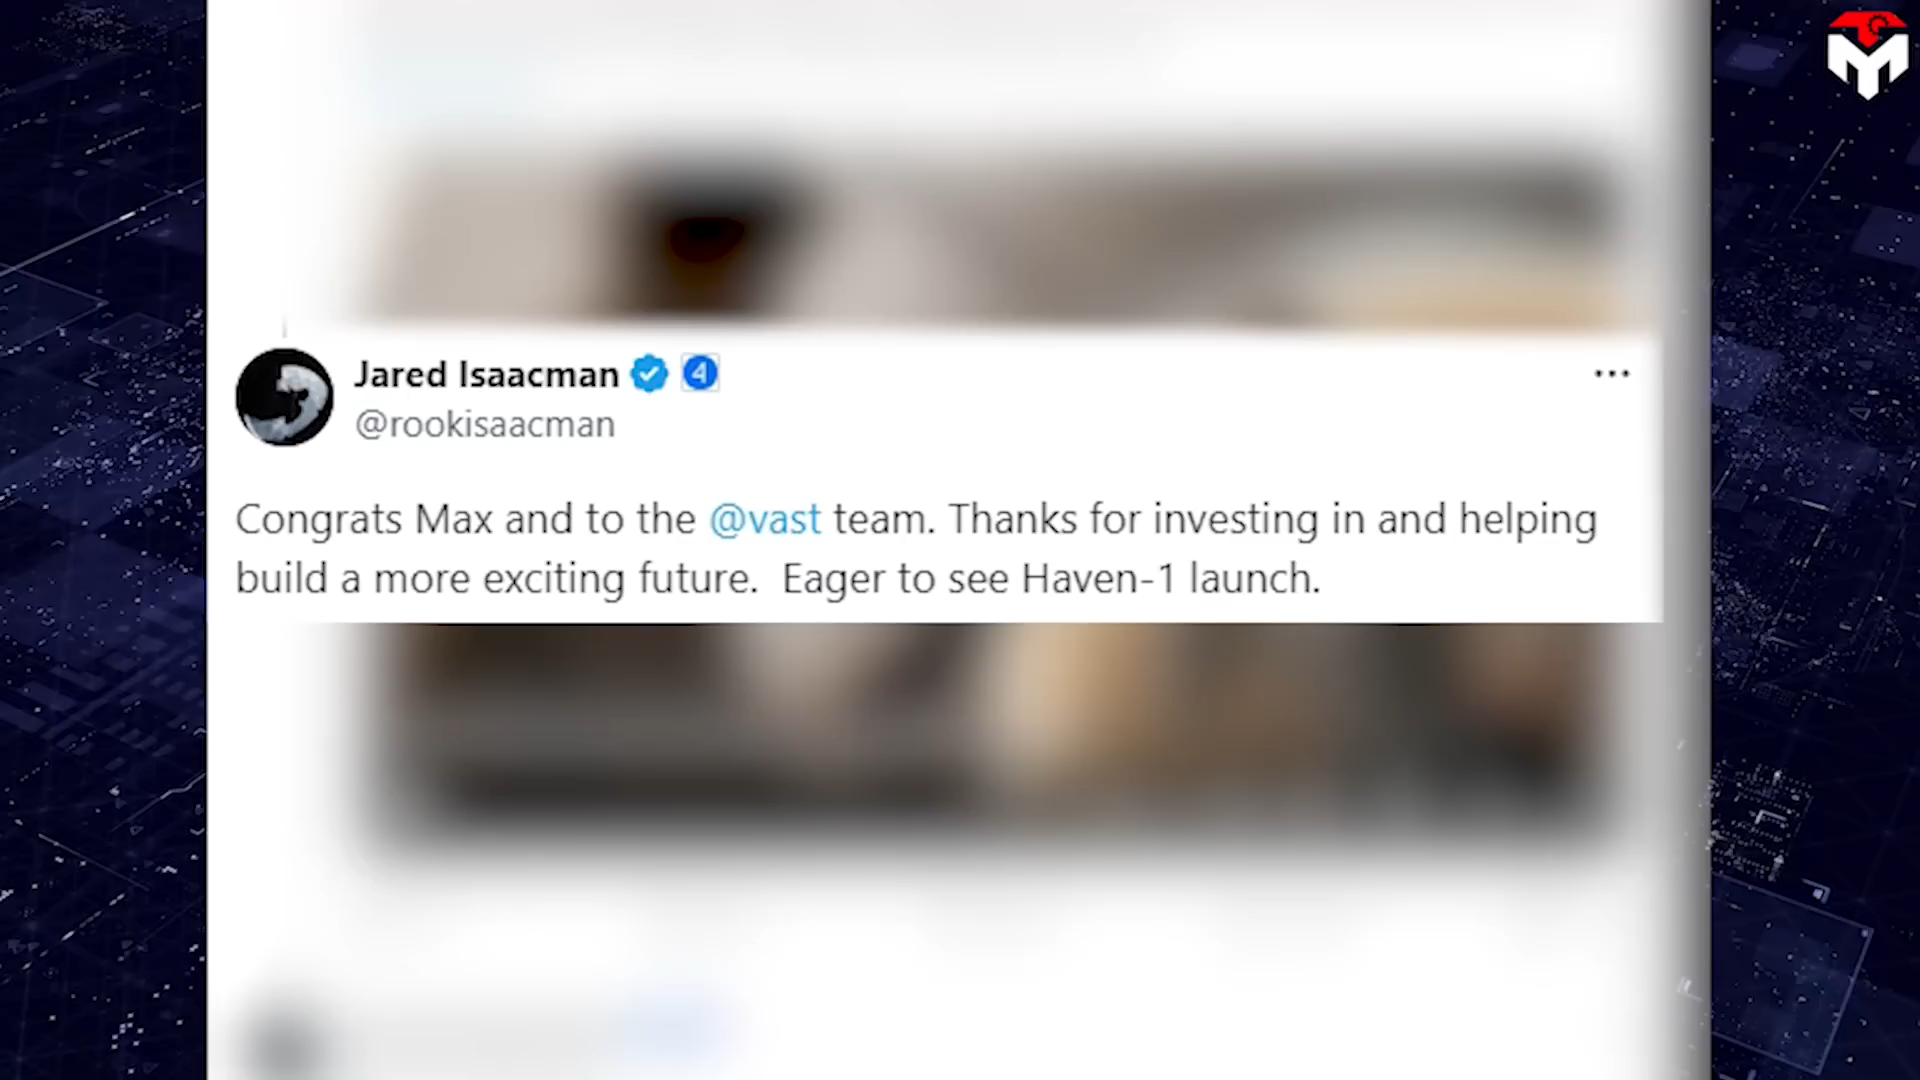 Jared Isaacman 4
@rookisaacman
Congrats Max and to the @vast team. Thanks for investing in and helping
build a more exciting future.  Eager to see Haven-1 launch.